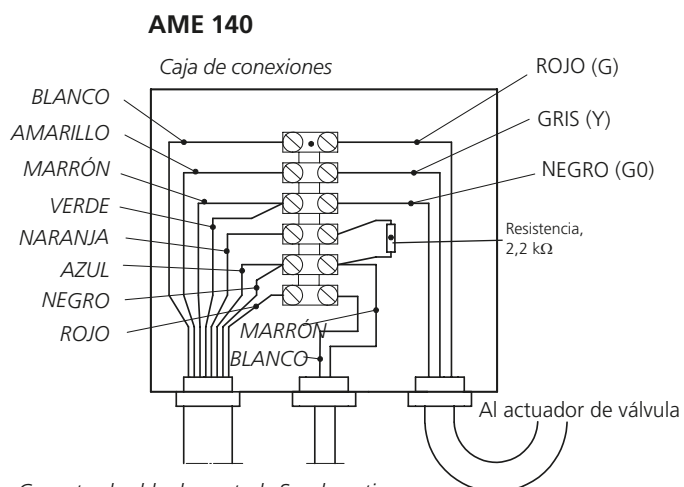 AME 140
Caja de conexiones
BLANCO
AMARILLO
MARRÓN
VERDE
NARANJA
AZUL
NEGRO
ROJO
ROJO (G)
GRIS (Y)
NEGRO (G0)
Resistencia,
2,2 kΩ
MARRÓN
BLANCO
Al actuador de válvula